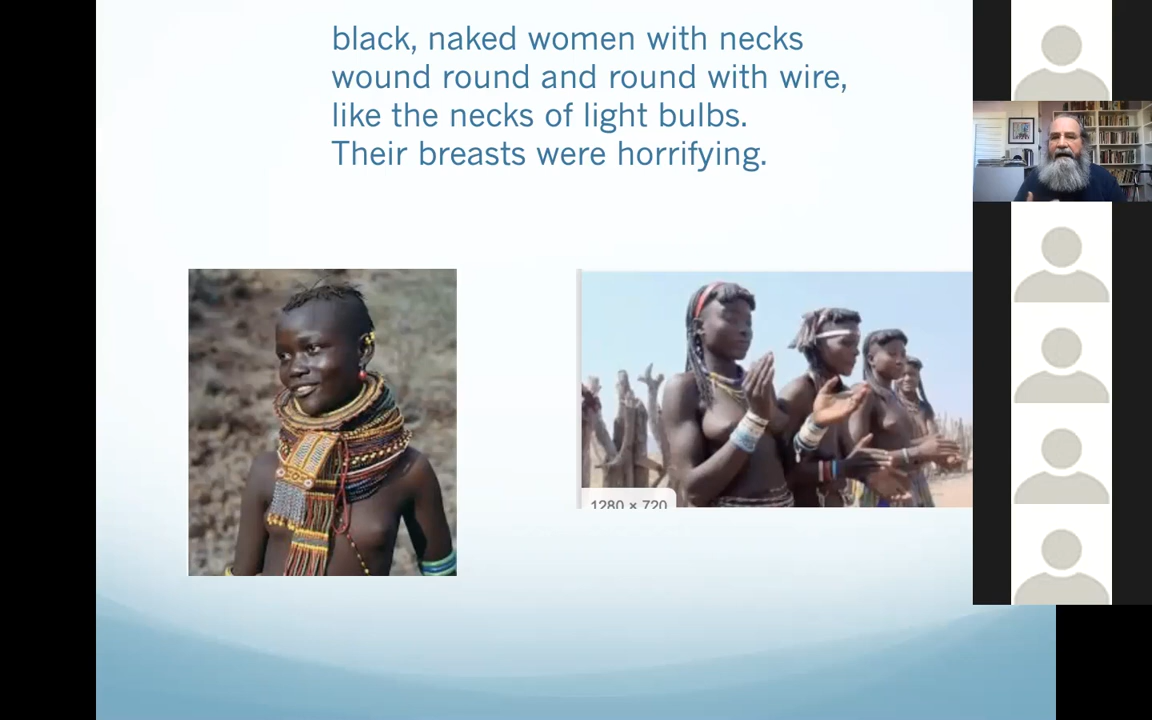 black, naked women with necks
wound round and round with wire,
like the necks of light bulbs.
Their breasts were horrifying.
1280 × 720